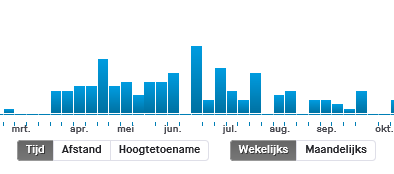 mrt. apr. mei jun. jul. aug. sep. okt.
Tijd Afstand Hoogtetoename Wekelijks Maandelijks